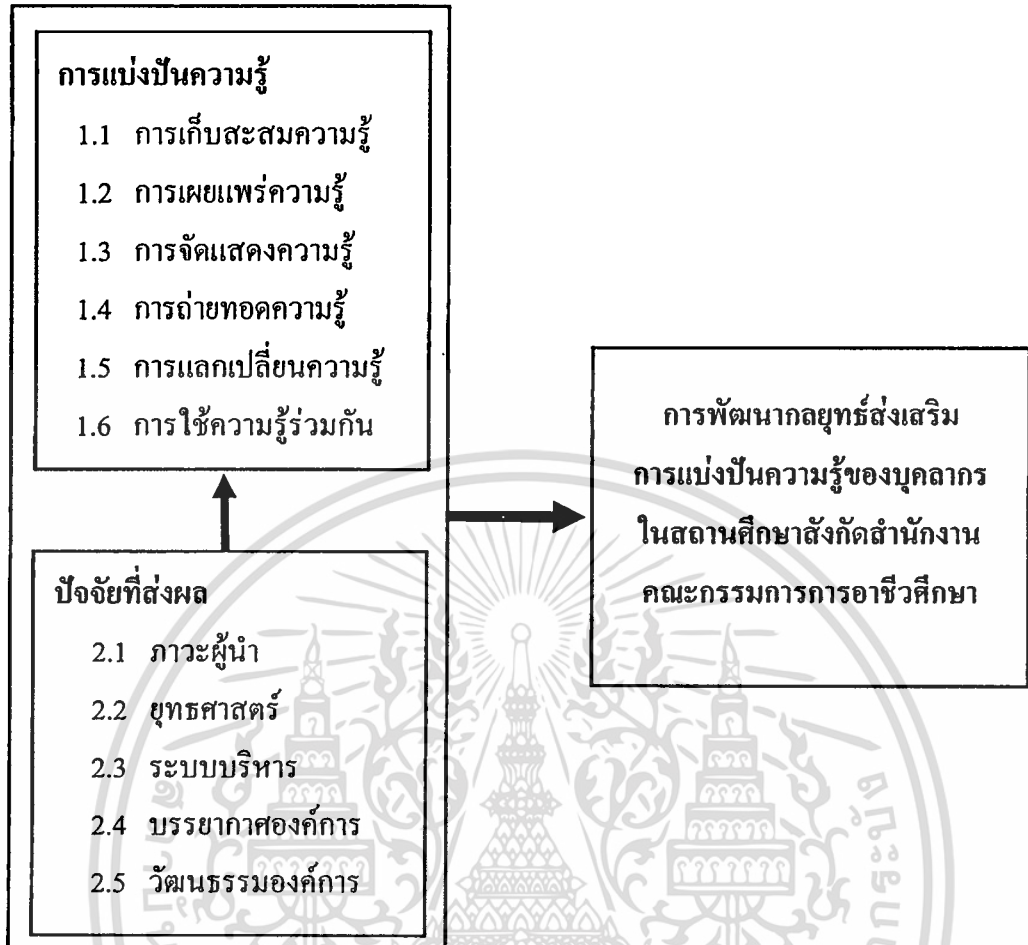 การแบ่งปันความรู้
1.1 การเก็บสะสมความรู้
1.2 การเผยแพร่ความรู้
1.3 การจัดแสดงความรู้
1.4 การถ่ายทอดความรู้
1.5 การแลกเปลี่ยนความรู้
1.6 การใช้ความรู้ร่วมกัน
ปัจจัยที่ส่งผล
2.1 ภาวะผู้นำ
2.2 ยุทธศาสตร์
2.3 ระบบบริหาร
2.4 บรรยากาศองค์การ
2.5 วัฒนธรรมองค์การ
การพัฒนากลยุทธ์ส่งเสริม
การแบ่งปันความรู้ของบุคลากร
ในสถานศึกษาสังกัดสำนักงาน
คณะกรรมการการอาชีวศึกษา